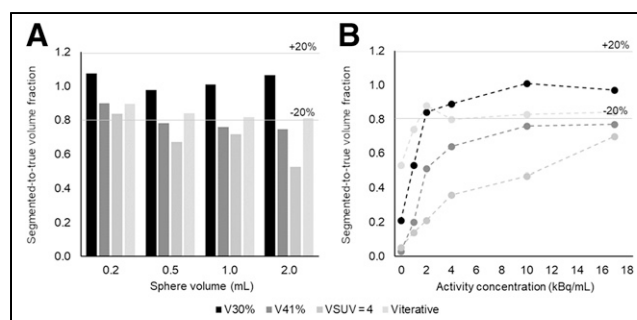 A
Segmented-to-true volume fraction
1.2
1.0
0.8
0.6
0.4
0.2
0.0
+20%
-20%
0.2 0.5 1.0 2.0
Sphere volume (mL)
B
Segmented-to-true volume fraction
1.2
1.0
0.8
0.6
0.4
0.2
0.0
+20%
-20%
0 2 4 6 8 10 12 14 16 18
Activity concentration (kBq/mL)
V30% V41% VSUV = 4 Viterative